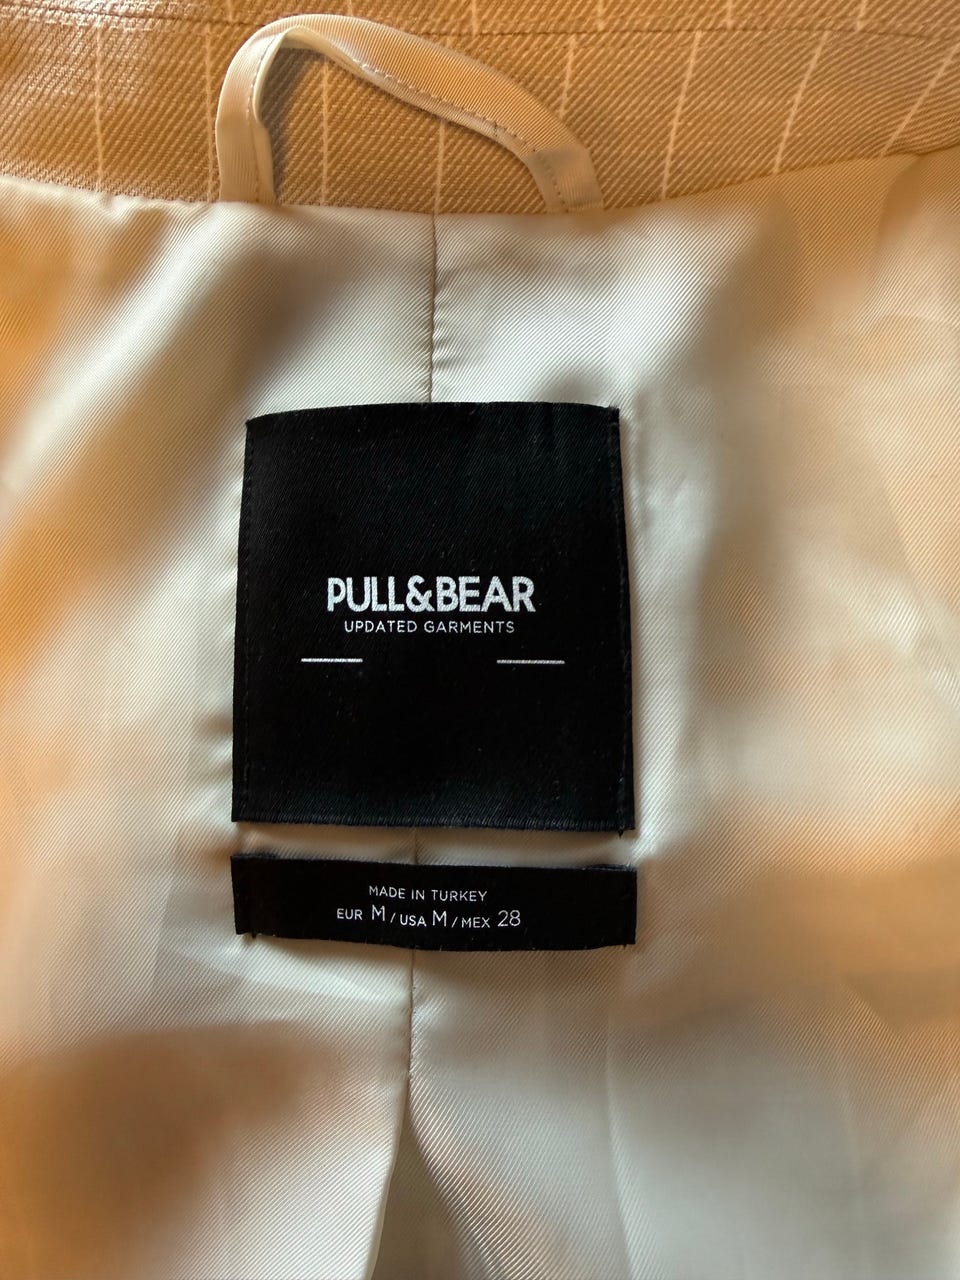 PULL&BEAR
UPDATED GARMENTS
MADE IN TURKEY
EUR M / USA M / MEX 28